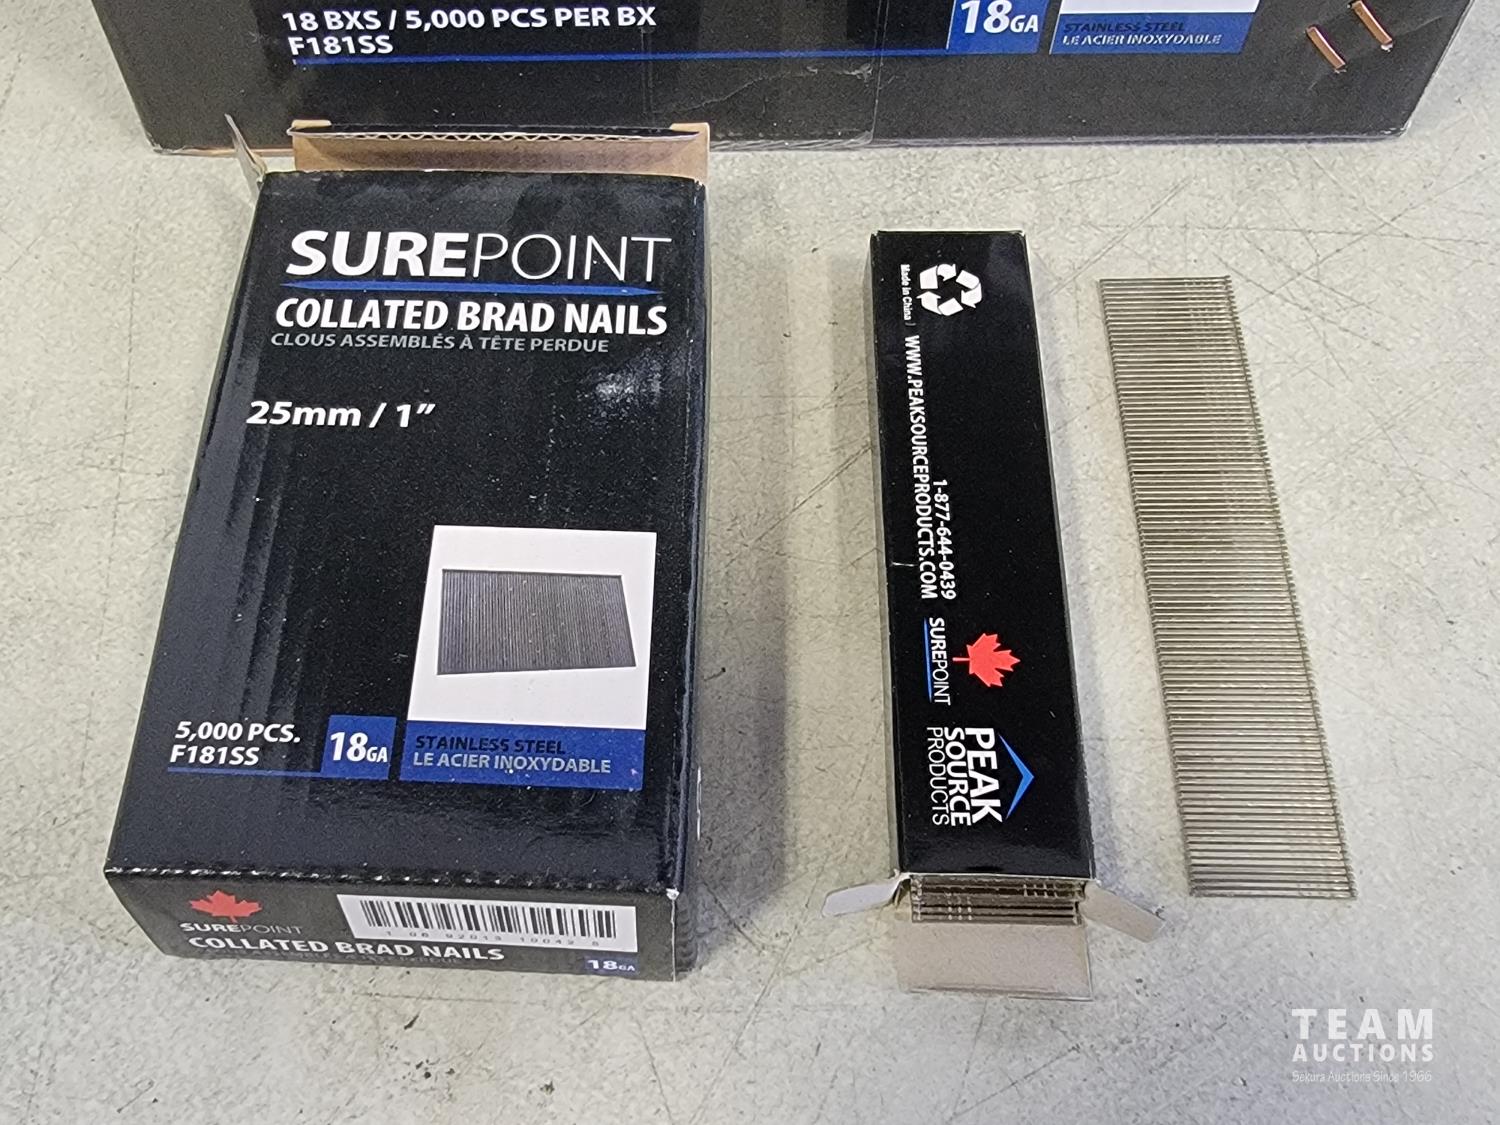 18 BXS / 5,000 PCS PER BX
F181SS
18GA
STAINLESS STEEL
LE ACIER INOXYDABLE
SUREPOINT
COLLATED BRAD NAILS
CLOUS ASSEMBLÉS À TÊTE PERDUE
25mm / 1"
5,000 PCS.
F181SS
18GA
STAINLESS STEEL
LE ACIER INOXYDABLE
SUREPOINT
COLLATED BRAD NAILS
18GA
Made in China
WWW.PEAKSOURCEPRODUCTS.COM
1-877-644-0439
SUREPOINT
PEAK
SOURCE
PRODUCTS
TEAM
AUCTIONS
Sekura Auctions Since 1966